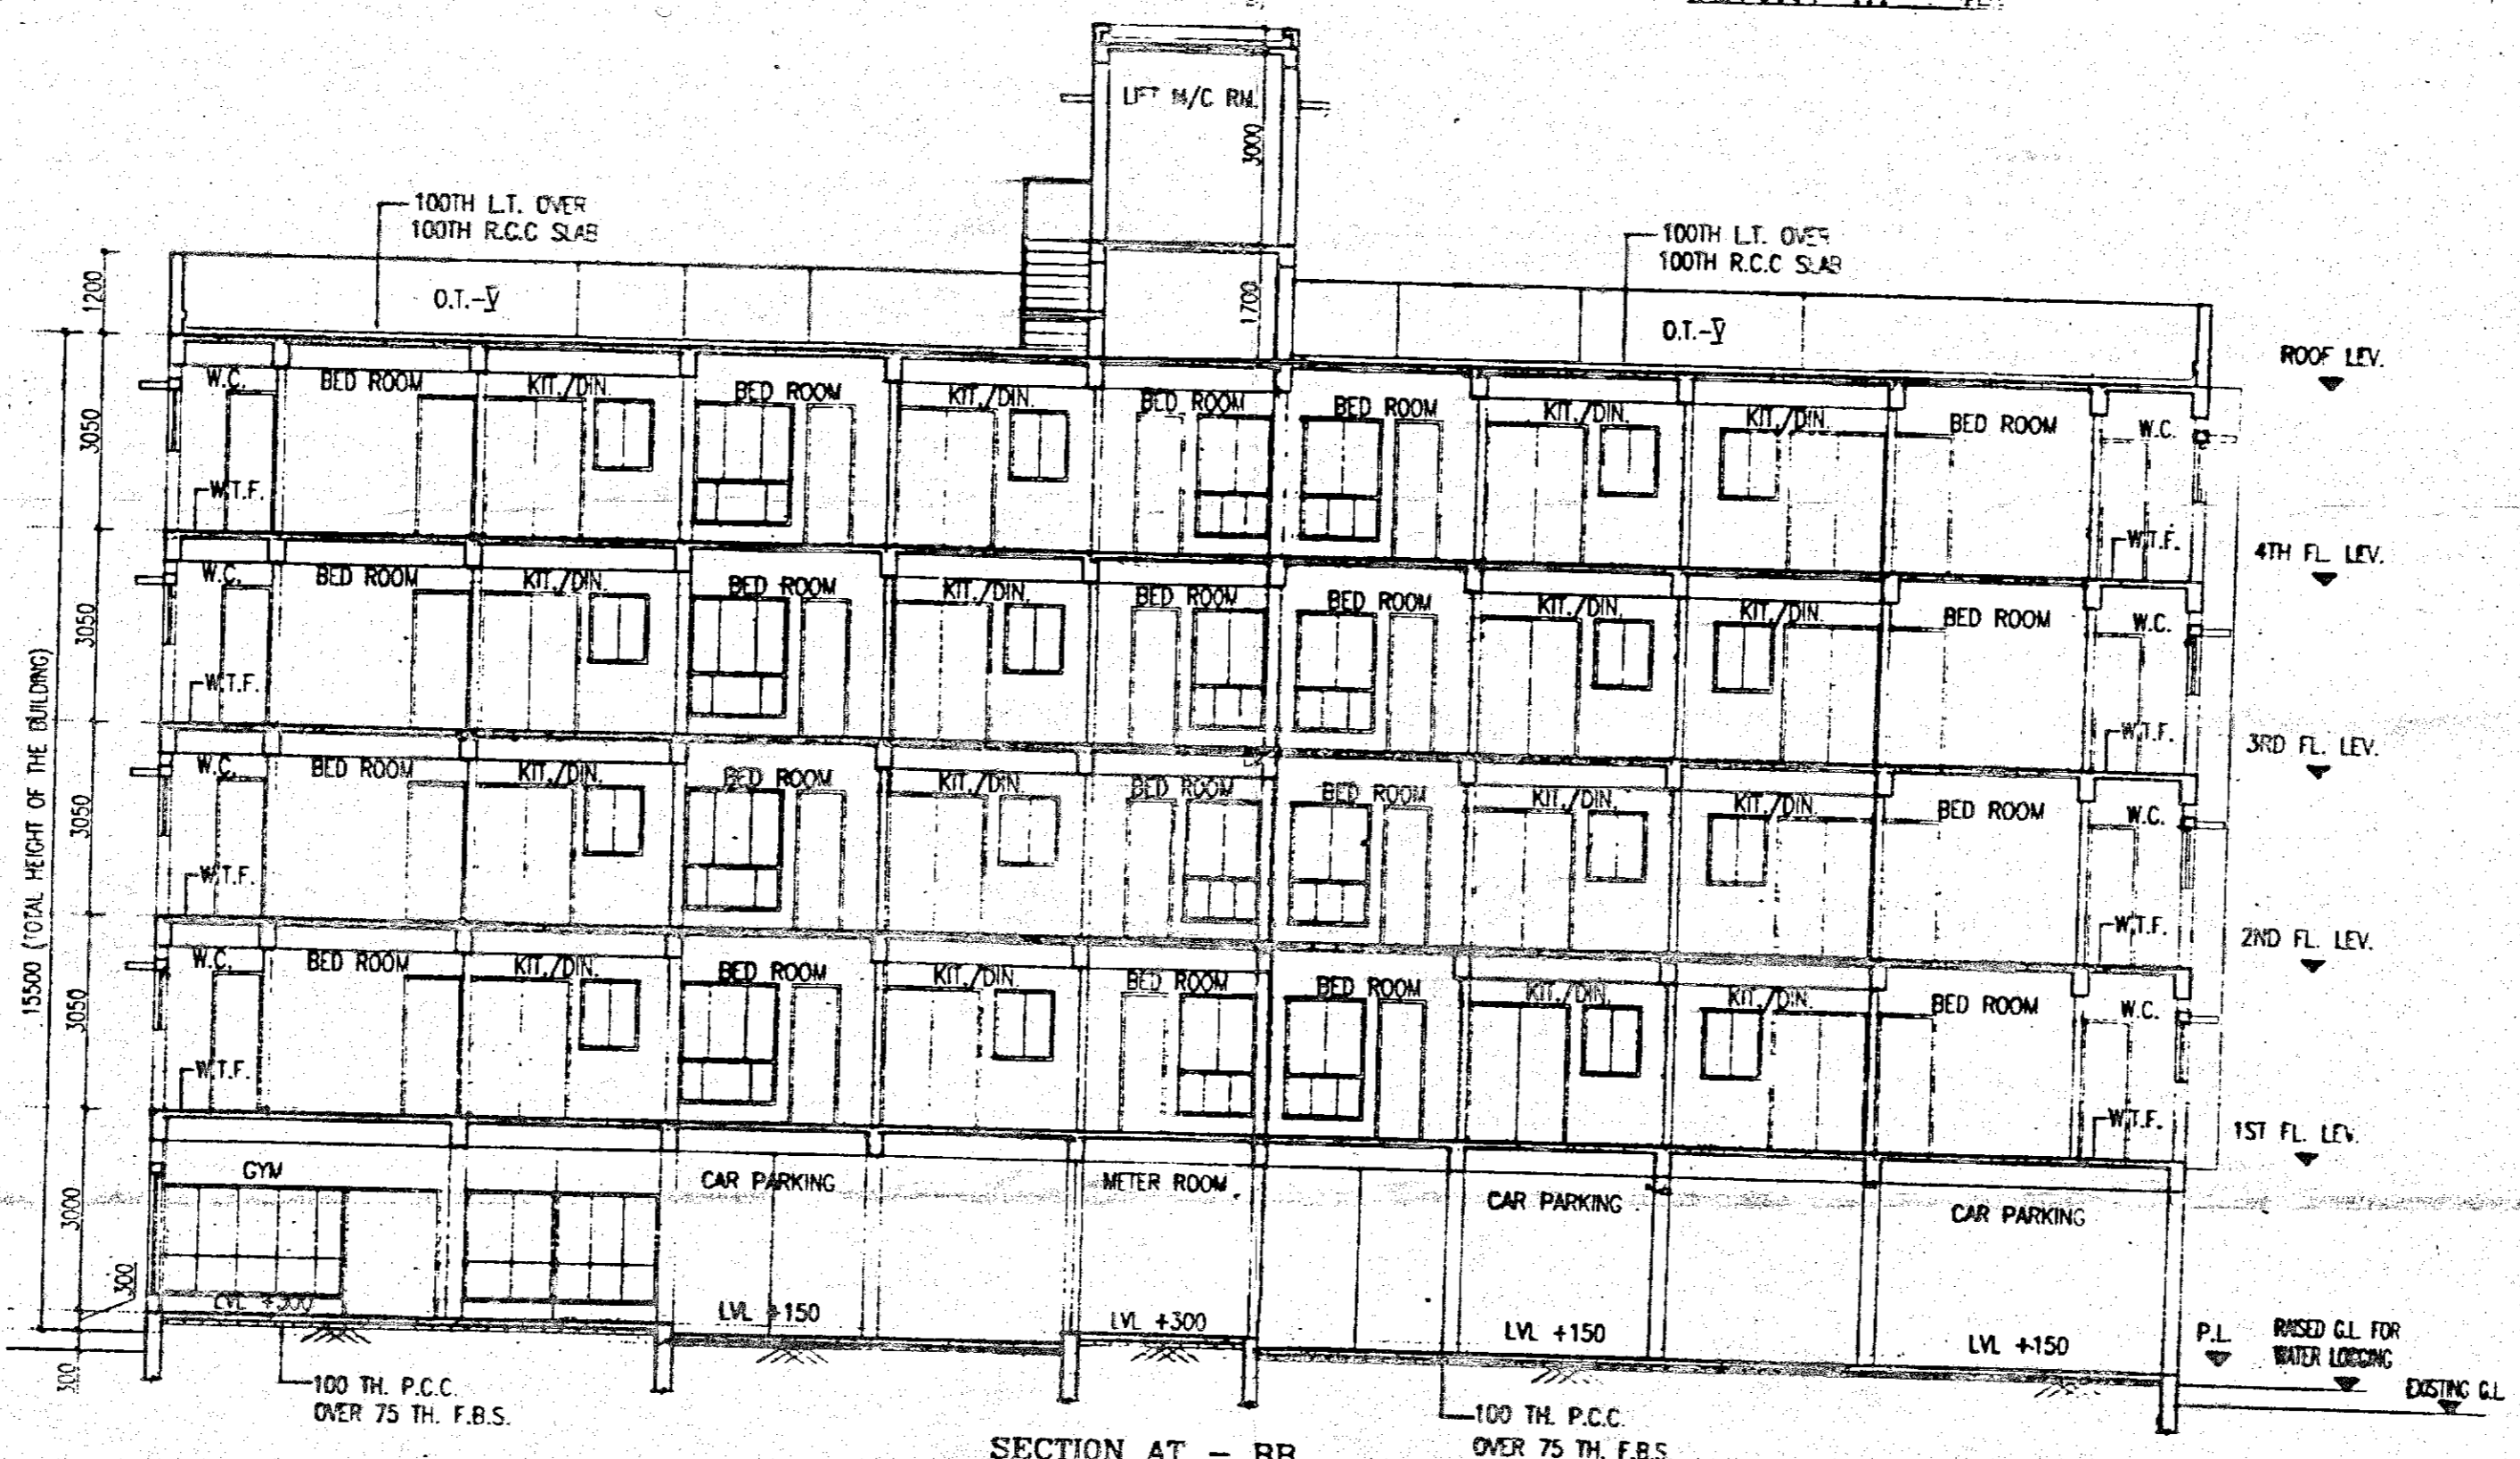 LIFT M/C RM.
3000
100TH L.T. OVER
100TH R.C.C SLAB
100TH L.T. OVER
100TH R.C.C SLAB
1200
O.T.-V
1700
O.T.-V
ROOF LEV.
W.C.
BED ROOM
KIT./DIN.
BED ROOM
KIT./DIN.
BED ROOM
BED ROOM
KIT./DIN.
KIT./DIN.
BED ROOM
W.C.
3050
W.T.F.
W.T.F.
4TH FL. LEV.
W.C.
BED ROOM
KIT./DIN.
BED ROOM
KIT./DIN.
BED ROOM
BED ROOM
KIT./DIN.
KIT./DIN.
BED ROOM
W.C.
3050
W.T.F.
W.T.F.
3RD FL. LEV.
15500 (TOTAL HEIGHT OF THE BUILDING)
W.C.
BED ROOM
KIT./DIN.
BED ROOM
KIT./DIN.
BED ROOM
BED ROOM
KIT./DIN.
KIT./DIN.
BED ROOM
W.C.
3050
W.T.F.
W.T.F.
2ND FL. LEV.
W.C.
BED ROOM
KIT./DIN.
BED ROOM
KIT./DIN.
BED ROOM
BED ROOM
KIT./DIN.
KIT./DIN.
BED ROOM
W.C.
3050
W.T.F.
W.T.F.
1ST FL. LEV.
GYM
CAR PARKING
METER ROOM
CAR PARKING
CAR PARKING
3000
300
LVL +300
LVL +150
LVL +300
LVL +150
LVL +150
P.L
RAISED G.L FOR
WATER LOGGING
EXISTING G.L
300
100 TH. P.C.C.
OVER 75 TH. F.B.S.
100 TH. P.C.C.
OVER 75 TH. F.B.S
SECTION AT - BB